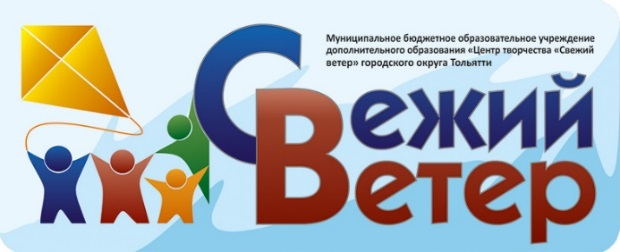 Муниципальное бюджетное образовательное учреждение
дополнительного образования «Центр творчества «Свежий
ветер» городского округа Тольятти
Свежий
Ветер